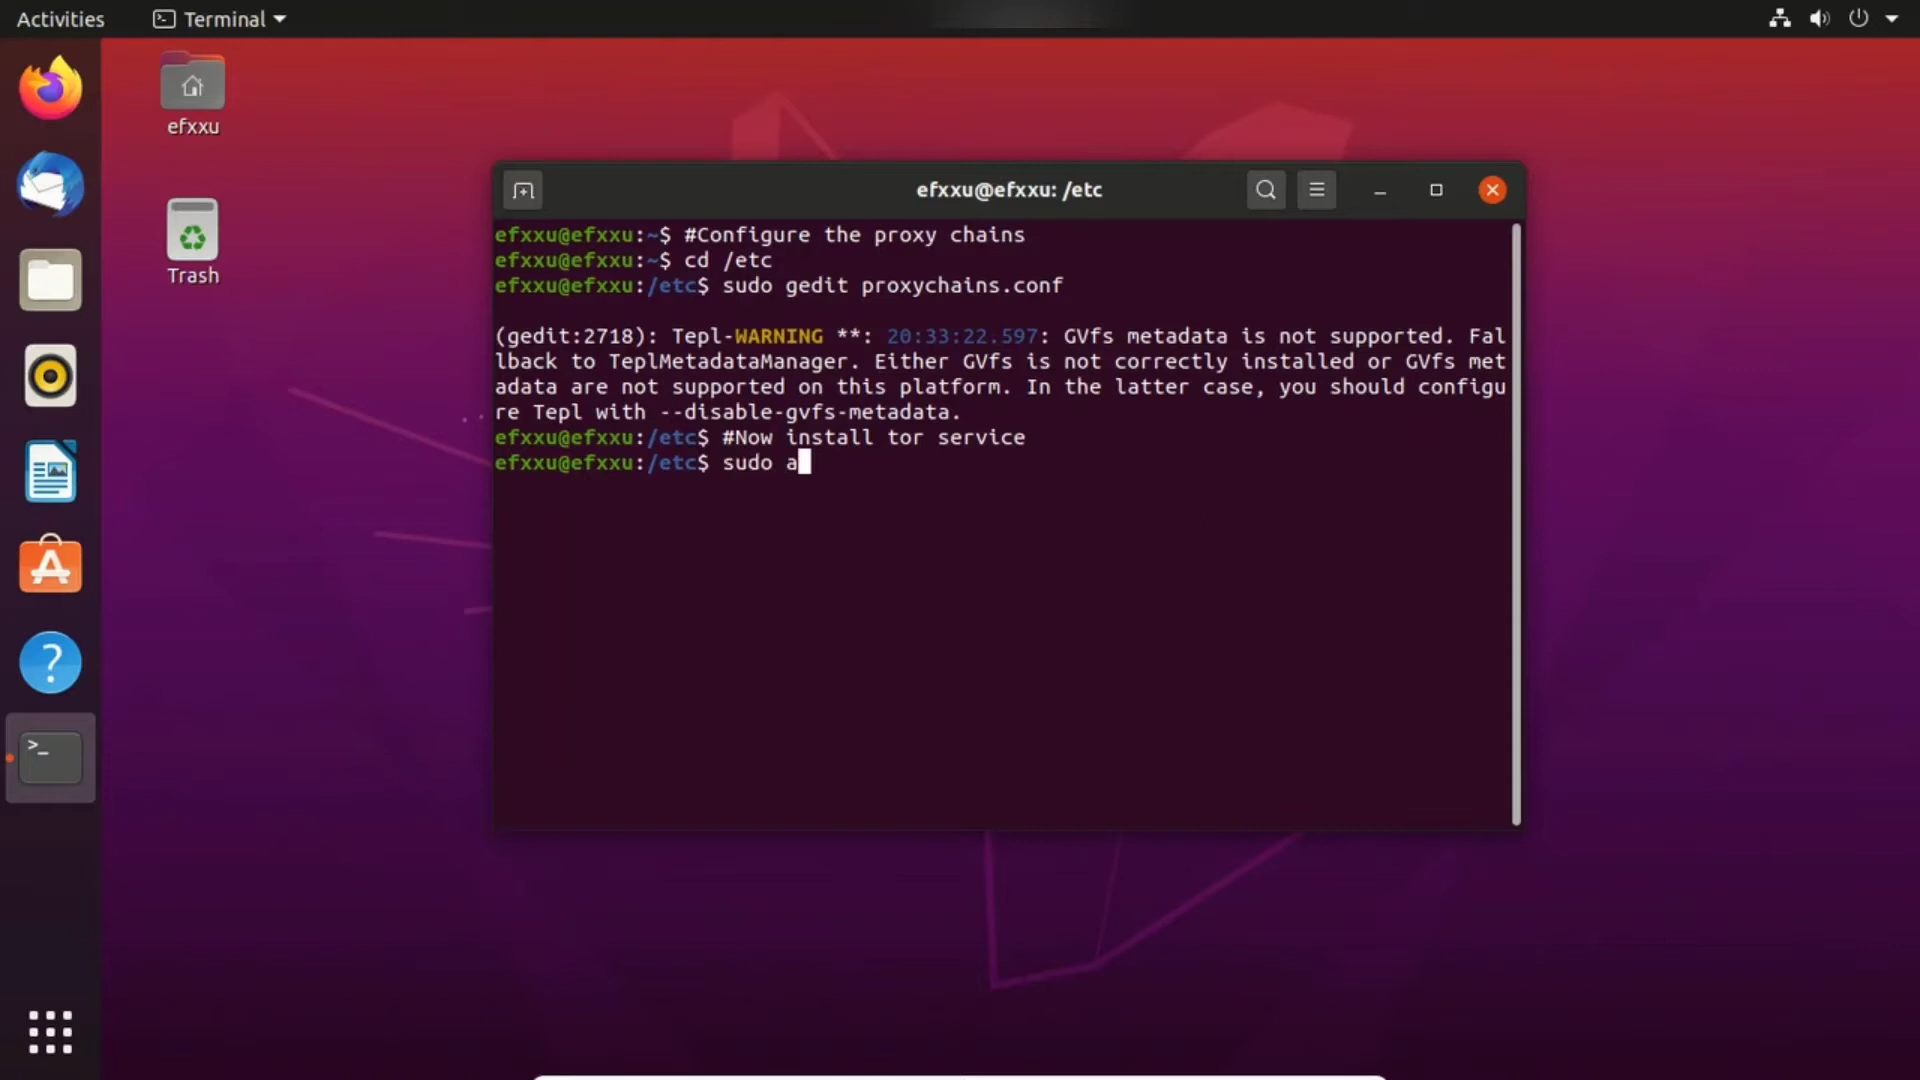 Activities
Terminal
efxxu
Trash
efxxu@efxxu: /etc
efxxu@efxxu:~$ #Configure the proxy chains
efxxu@efxxu:~$ cd /etc
efxxu@efxxu:/etc$ sudo gedit proxychains.conf
(gedit:2718): Tepl-WARNING **: 20:33:22.597: GVfs metadata is not supported. Fal
lback to TeplMetadataManager. Either GVfs is not correctly installed or GVfs met
adata are not supported on this platform. In the latter case, you should configu
re Tepl with --disable-gvfs-metadata.
efxxu@efxxu:/etc$ #Now install tor service
efxxu@efxxu:/etc$ sudo a